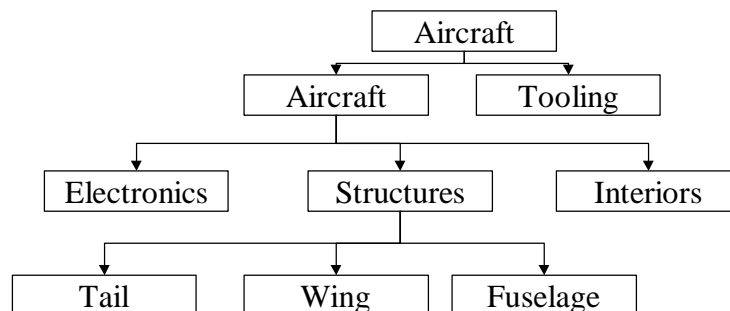 Aircraft
Aircraft Tooling
Electronics Structures Interiors
Tail Wing Fuselage